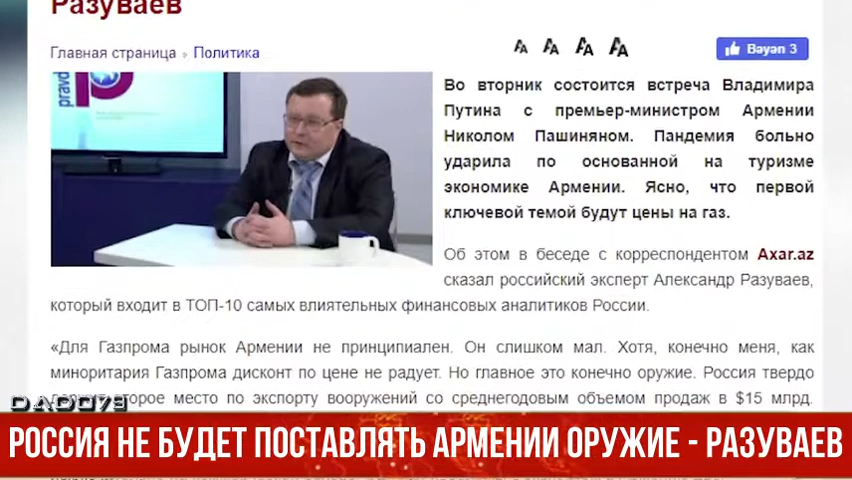 Разуваев
Главная страница » Политика
А А А А А А А А
Bəyən 3
pravd
Во вторник состоится встреча Владимира
Путина с премьер-министром Армении
Николом Пашиняном. Пандемия больно
ударила по основанной на туризме
экономике Армении. Ясно, что первой
ключевой темой будут цены на газ.
Об этом в беседе с корреспондентом Axar.az
сказал российский эксперт Александр Разуваев,
который входит в ТОП-10 самых влиятельных финансовых аналитиков России.
«Для Газпрома рынок Армении не принципиален. Он слишком мал. Хотя, конечно меня, как
миноритария Газпрома дисконт по цене не радует. Но главное это конечно оружие. Россия твердо
место по экспорту вооружений со среднегодовым объемом продаж в $15 млрд.
DADO79
РОССИЯ НЕ БУДЕТ ПОСТАВЛЯТЬ АРМЕНИИ ОРУЖИЕ - РАЗУВАЕВ